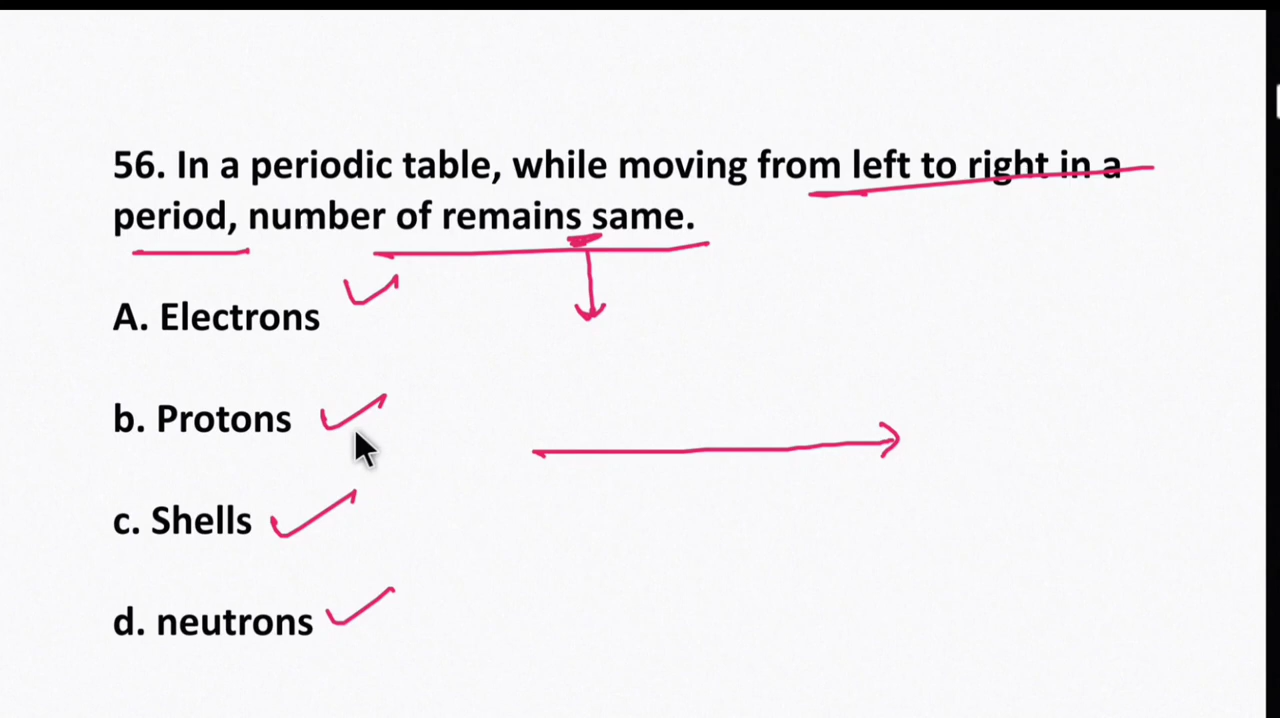 56. In a periodic table, while moving from left to right in a
period, number of remains same.
A. Electrons
b. Protons
c. Shells
d. neutrons